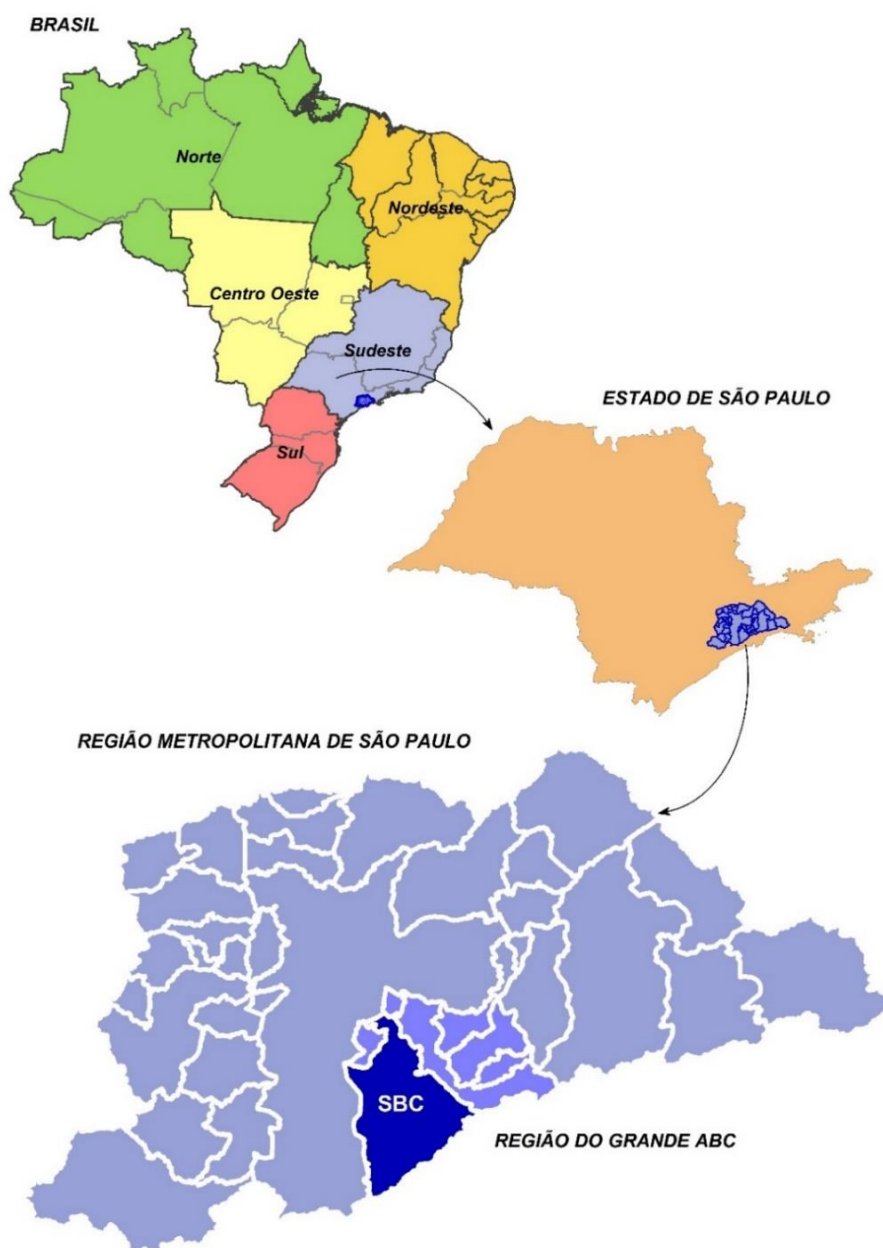 BRASIL
Norte
Nordeste
Centro Oeste
Sudeste
Sul
ESTADO DE SÃO PAULO
REGIÃO METROPOLITANA DE SÃO PAULO
SBC
REGIÃO DO GRANDE ABC